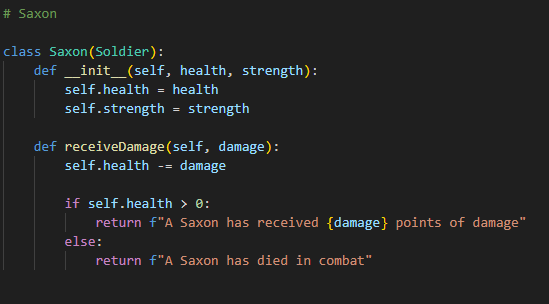 # Saxon
class Saxon(Soldier):
    def __init__(self, health, strength):
        self.health = health
        self.strength = strength
    def receiveDamage(self, damage):
        self.health -= damage
        if self.health > 0:
            return f"A Saxon has received {damage} points of damage"
        else:
            return f"A Saxon has died in combat"